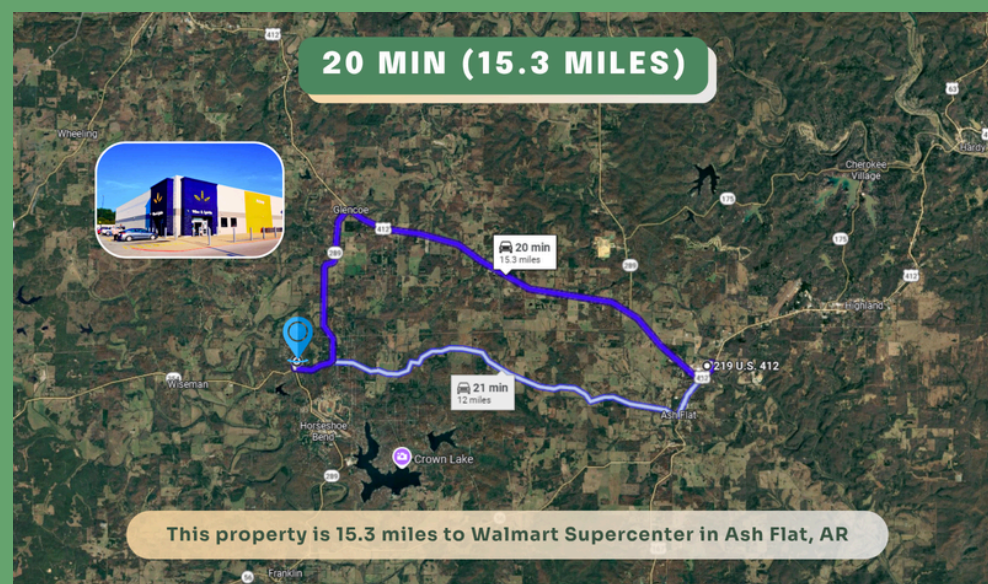 20 MIN (15.3 MILES)
412
63
Wheeling
Hardy
Cherokee
Village
175
Glencoe
412
175
20 min
15.3 miles
289
289
412
Highland
219 U.S. 412
412
Wiseman
21 min
12 miles
Ash Flat
Horseshoe
Bend
Crown Lake
289
This property is 15.3 miles to Walmart Supercenter in Ash Flat, AR
56
Franklin